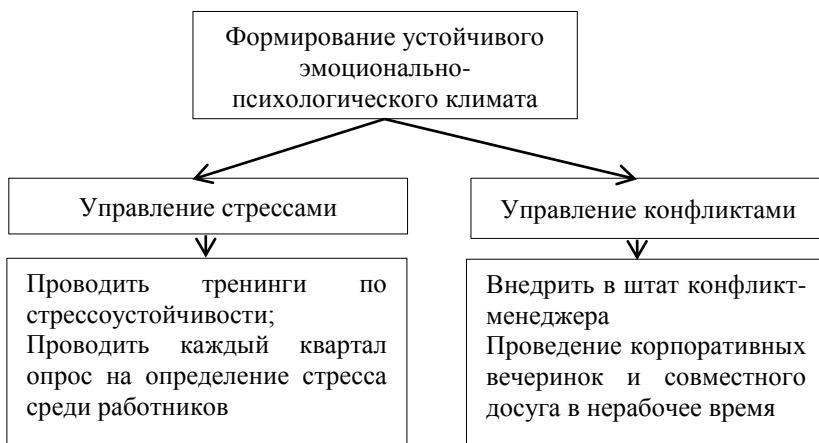 Формирование устойчивого
эмоционально-
психологического климата
Управление стрессами
Управление конфликтами
Проводить тренинги по
стрессоустойчивости;
Проводить каждый квартал
опрос на определение стресса
среди работников
Внедрить в штат конфликт-
менеджера
Проведение корпоративных
вечеринок и совместного
досуга в нерабочее время